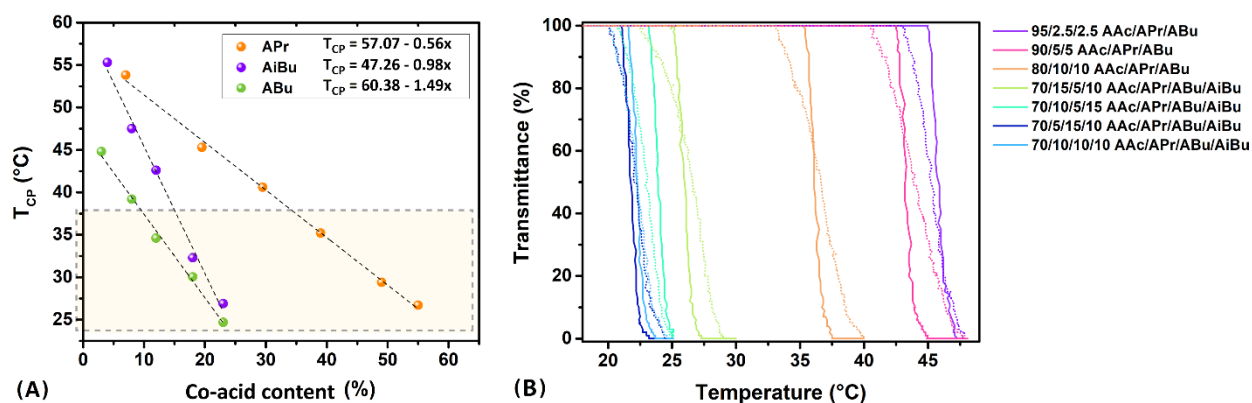 60
55
50
45
40
35
30
25
T_CP (°C)
APr T_CP = 57.07 - 0.56x
AiBu T_CP = 47.26 - 0.98x
ABu T_CP = 60.38 - 1.49x
0 10 20 30 40 50 60
(A) Co-acid content (%)
100
80
60
40
20
0
Transmittance (%)
20 25 30 35 40 45
(B) Temperature (°C)
95/2.5/2.5 AAc/APr/ABu
90/5/5 AAc/APr/ABu
80/10/10 AAc/APr/ABu
70/15/5/10 AAc/APr/ABu/AiBu
70/10/5/15 AAc/APr/ABu/AiBu
70/5/15/10 AAc/APr/ABu/AiBu
70/10/10/10 AAc/APr/ABu/AiBu